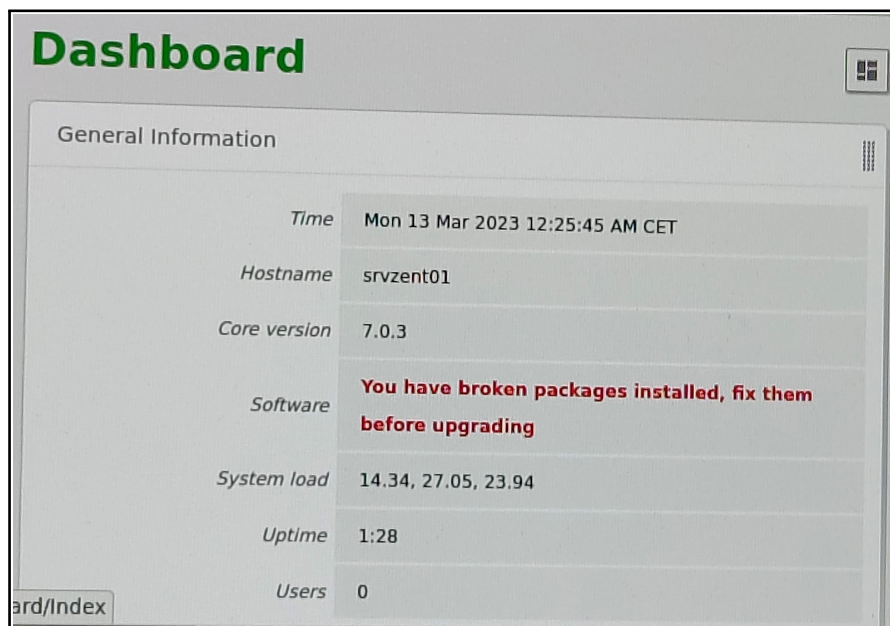 Dashboard
General Information
Time Mon 13 Mar 2023 12:25:45 AM CET
Hostname srvzent01
Core version 7.0.3
Software You have broken packages installed, fix them
before upgrading
System load 14.34, 27.05, 23.94
Uptime 1:28
Users 0
ard/Index